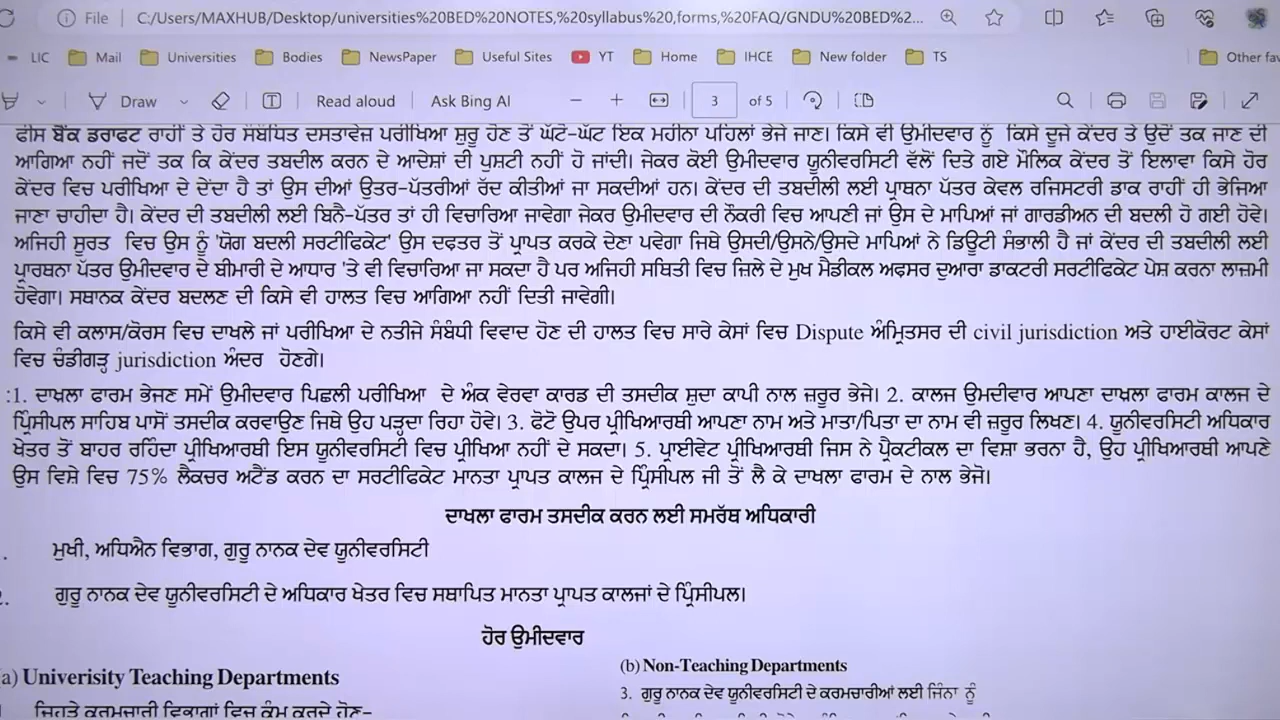 File C:/Users/MAXHUB/Desktop/universities%20BED%20NOTES,%20syllabus%20,forms,%20FAQ/GNDU%20BED%2...
LIC Mail Universities Bodies NewsPaper Useful Sites YT Home IHCE New folder TS Other fav
Draw Read aloud Ask Bing AI 3 of 5
ਫੀਸ ਬੈਂਕ ਡਰਾਫਟ ਰਾਹੀਂ ਤੇ ਹੋਰ ਸੰਬੰਧਿਤ ਦਸਤਾਵੇਜ਼ ਪਰੀਖਿਆ ਸ਼ੁਰੂ ਹੋਣ ਤੋਂ ਘੱਟੋ-ਘੱਟ ਇਕ ਮਹੀਨਾ ਪਹਿਲਾਂ ਭੇਜੇ ਜਾਣ। ਕਿਸੇ ਵੀ ਉਮੀਦਵਾਰ ਨੂੰ ਕਿਸੇ ਦੂਜੇ ਕੇਂਦਰ ਤੇ ਉਦੋਂ ਤਕ ਜਾਣ ਦੀ
ਆਗਿਆ ਨਹੀਂ ਜਦੋਂ ਤਕ ਕਿ ਕੇਂਦਰ ਤਬਦੀਲ ਕਰਨ ਦੇ ਆਦੇਸ਼ਾਂ ਦੀ ਪੁਸ਼ਟੀ ਨਹੀਂ ਹੋ ਜਾਂਦੀ। ਜੇਕਰ ਕੋਈ ਉਮੀਦਵਾਰ ਯੂਨੀਵਰਸਿਟੀ ਵੱਲੋਂ ਦਿਤੇ ਗਏ ਮੌਲਿਕ ਕੇਂਦਰ ਤੋਂ ਇਲਾਵਾ ਕਿਸੇ ਹੋਰ
ਕੇਂਦਰ ਵਿਚ ਪਰੀਖਿਆ ਦੇ ਦੇਂਦਾ ਹੈ ਤਾਂ ਉਸ ਦੀਆਂ ਉਤਰ-ਪੱਤਰੀਆਂ ਰੱਦ ਕੀਤੀਆਂ ਜਾ ਸਕਦੀਆਂ ਹਨ। ਕੇਂਦਰ ਦੀ ਤਬਦੀਲੀ ਲਈ ਪ੍ਰਾਥਨਾ ਪੱਤਰ ਕੇਵਲ ਰਜਿਸਟਰੀ ਡਾਕ ਰਾਹੀਂ ਹੀ ਭੇਜਿਆ
ਜਾਣਾ ਚਾਹੀਦਾ ਹੈ। ਕੇਂਦਰ ਦੀ ਤਬਦੀਲੀ ਲਈ ਬਿਨੈ-ਪੱਤਰ ਤਾਂ ਹੀ ਵਿਚਾਰਿਆ ਜਾਵੇਗਾ ਜੇਕਰ ਉਮੀਦਵਾਰ ਦੀ ਨੌਕਰੀ ਵਿਚ ਆਪਣੀ ਜਾਂ ਉਸ ਦੇ ਮਾਪਿਆਂ ਜਾਂ ਗਾਰਡੀਅਨ ਦੀ ਬਦਲੀ ਹੋ ਗਈ ਹੋਵੇ।
ਅਜਿਹੀ ਸੂਰਤ ਵਿਚ ਉਸ ਨੂੰ 'ਯੋਗ ਬਦਲੀ ਸਰਟੀਫਿਕੇਟ' ਉਸ ਦਫਤਰ ਤੋਂ ਪ੍ਰਾਪਤ ਕਰਕੇ ਦੇਣਾ ਪਵੇਗਾ ਜਿਥੇ ਉਸਦੀ/ਉਸਨੇ/ਉਸਦੇ ਮਾਪਿਆਂ ਨੇ ਡਿਊਟੀ ਸੰਭਾਲੀ ਹੈ ਜਾਂ ਕੇਂਦਰ ਦੀ ਤਬਦੀਲੀ ਲਈ
ਪ੍ਰਾਰਥਨਾ ਪੱਤਰ ਉਮੀਦਵਾਰ ਦੇ ਬੀਮਾਰੀ ਦੇ ਆਧਾਰ 'ਤੇ ਵੀ ਵਿਚਾਰਿਆ ਜਾ ਸਕਦਾ ਹੈ ਪਰ ਅਜਿਹੀ ਸਥਿਤੀ ਵਿਚ ਜ਼ਿਲੇ ਦੇ ਮੁਖ ਮੈਡੀਕਲ ਅਫਸਰ ਦੁਆਰਾ ਡਾਕਟਰੀ ਸਰਟੀਫਿਕੇਟ ਪੇਸ਼ ਕਰਨਾ ਲਾਜ਼ਮੀ
ਹੋਵੇਗਾ। ਸਥਾਨਕ ਕੇਂਦਰ ਬਦਲਣ ਦੀ ਕਿਸੇ ਵੀ ਹਾਲਤ ਵਿਚ ਆਗਿਆ ਨਹੀਂ ਦਿਤੀ ਜਾਵੇਗੀ।
ਕਿਸੇ ਵੀ ਕਲਾਸ/ਕੋਰਸ ਵਿਚ ਦਾਖਲੇ ਜਾਂ ਪਰੀਖਿਆ ਦੇ ਨਤੀਜੇ ਸੰਬੰਧੀ ਵਿਵਾਦ ਹੋਣ ਦੀ ਹਾਲਤ ਵਿਚ ਸਾਰੇ ਕੇਸਾਂ ਵਿਚ Dispute ਅੰਮ੍ਰਿਤਸਰ ਦੀ civil jurisdiction ਅਤੇ ਹਾਈਕੋਰਟ ਕੇਸਾਂ
ਵਿਚ ਚੰਡੀਗੜ੍ਹ jurisdiction ਅੰਦਰ ਹੋਣਗੇ।
:1. ਦਾਖ਼ਲਾ ਫਾਰਮ ਭੇਜਣ ਸਮੇਂ ਉਮੀਦਵਾਰ ਪਿਛਲੀ ਪਰੀਖਿਆ ਦੇ ਅੰਕ ਵੇਰਵਾ ਕਾਰਡ ਦੀ ਤਸਦੀਕ ਸ਼ੁਦਾ ਕਾਪੀ ਨਾਲ ਜ਼ਰੂਰ ਭੇਜੇ। 2. ਕਾਲਜ ਉਮਦੀਵਾਰ ਆਪਣਾ ਦਾਖ਼ਲਾ ਫਾਰਮ ਕਾਲਜ ਦੇ
ਪ੍ਰਿੰਸੀਪਲ ਸਾਹਿਬ ਪਾਸੋਂ ਤਸਦੀਕ ਕਰਵਾਉਣ ਜਿਥੇ ਉਹ ਪੜ੍ਹਦਾ ਰਿਹਾ ਹੋਵੇ। 3. ਫੋਟੋ ਉਪਰ ਪ੍ਰੀਖਿਆਰਥੀ ਆਪਣਾ ਨਾਮ ਅਤੇ ਮਾਤਾ/ਪਿਤਾ ਦਾ ਨਾਮ ਵੀ ਜ਼ਰੂਰ ਲਿਖਣ। 4. ਯੂਨੀਵਰਸਿਟੀ ਅਧਿਕਾਰ
ਖੇਤਰ ਤੋਂ ਬਾਹਰ ਰਹਿੰਦਾ ਪ੍ਰੀਖਿਆਰਥੀ ਇਸ ਯੂਨੀਵਰਸਿਟੀ ਵਿਚ ਪ੍ਰੀਖਿਆ ਨਹੀਂ ਦੇ ਸਕਦਾ। 5. ਪ੍ਰਾਈਵੇਟ ਪ੍ਰੀਖਿਆਰਥੀ ਜਿਸ ਨੇ ਪ੍ਰੈਕਟੀਕਲ ਦਾ ਵਿਸ਼ਾ ਭਰਨਾ ਹੈ, ਉਹ ਪ੍ਰੀਖਿਆਰਥੀ ਆਪਣੇ
ਉਸ ਵਿਸ਼ੇ ਵਿਚ 75% ਲੈਕਚਰ ਅਟੈਂਡ ਕਰਨ ਦਾ ਸਰਟੀਫਿਕੇਟ ਮਾਨਤਾ ਪ੍ਰਾਪਤ ਕਾਲਜ ਦੇ ਪ੍ਰਿੰਸੀਪਲ ਜੀ ਤੋਂ ਲੈ ਕੇ ਦਾਖਲਾ ਫਾਰਮ ਦੇ ਨਾਲ ਭੇਜੋ।
ਦਾਖਲਾ ਫਾਰਮ ਤਸਦੀਕ ਕਰਨ ਲਈ ਸਮਰੱਥ ਅਧਿਕਾਰੀ
. ਮੁਖੀ, ਅਧਿਐਨ ਵਿਭਾਗ, ਗੁਰੂ ਨਾਨਕ ਦੇਵ ਯੂਨੀਵਰਸਿਟੀ
2. ਗੁਰੂ ਨਾਨਕ ਦੇਵ ਯੂਨੀਵਰਸਿਟੀ ਦੇ ਅਧਿਕਾਰ ਖੇਤਰ ਵਿਚ ਸਥਾਪਿਤ ਮਾਨਤਾ ਪ੍ਰਾਪਤ ਕਾਲਜਾਂ ਦੇ ਪ੍ਰਿੰਸੀਪਲ।
ਹੋਰ ਉਮੀਦਵਾਰ
a) Univerisity Teaching Departments
(b) Non-Teaching Departments
3. ਗੁਰੂ ਨਾਨਕ ਦੇਵ ਯੂਨੀਵਰਸਿਟੀ ਦੇ ਕਰਮਚਾਰੀਆਂ ਲਈ ਜਿੰਨਾ ਨੂੰ
ਜਿਹੜੇ ਕਰਮਚਾਰੀ ਵਿਭਾਗਾਂ ਵਿਚ ਕੰਮ ਕਰਦੇ ਹੋਣ-